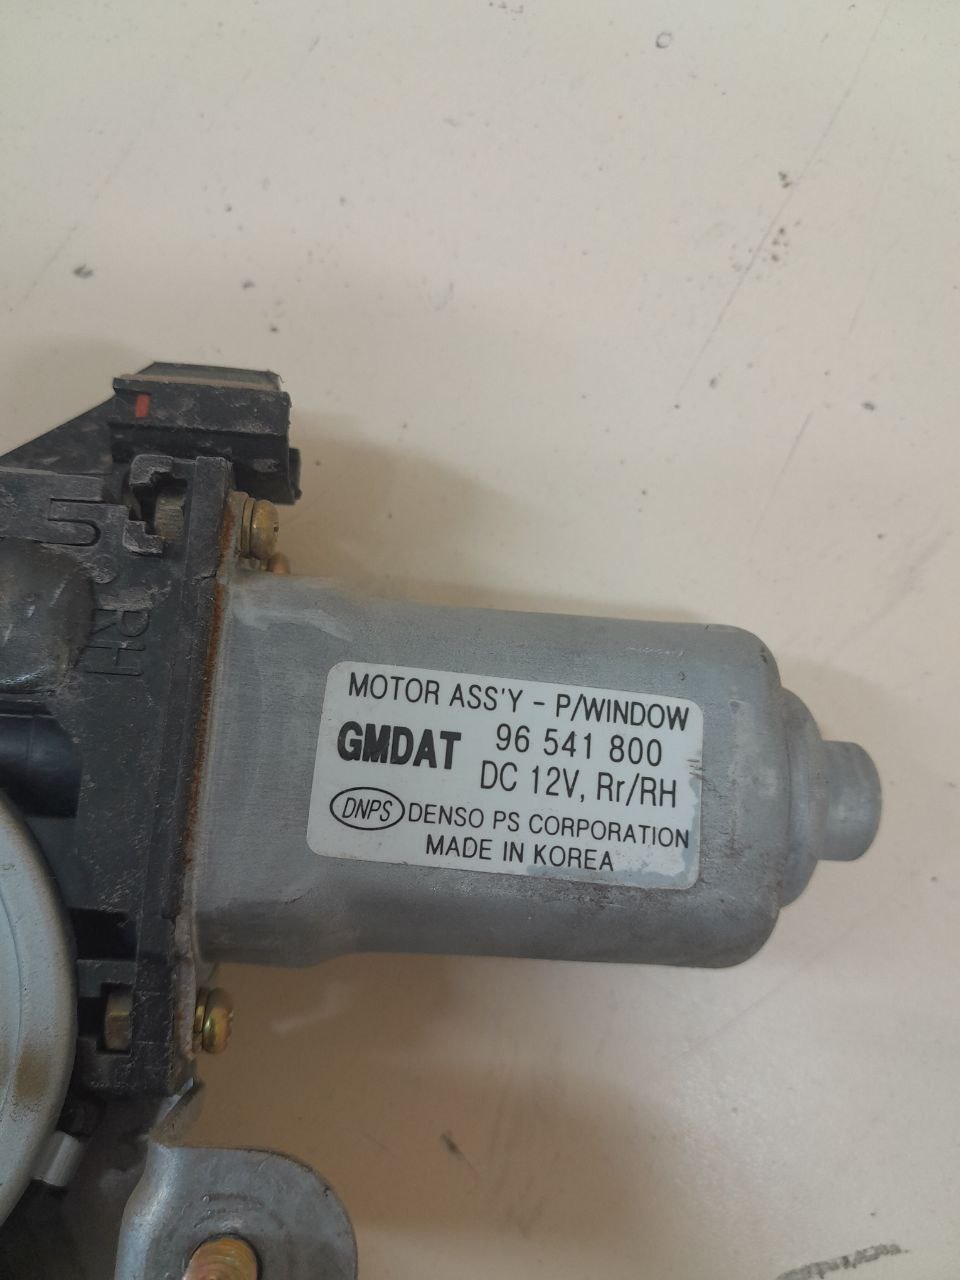 MOTOR ASS'Y - P/WINDOW
GMDAT 96 541 800
DC 12V, Rr/RH
DNPS DENSO PS CORPORATION
MADE IN KOREA
RH